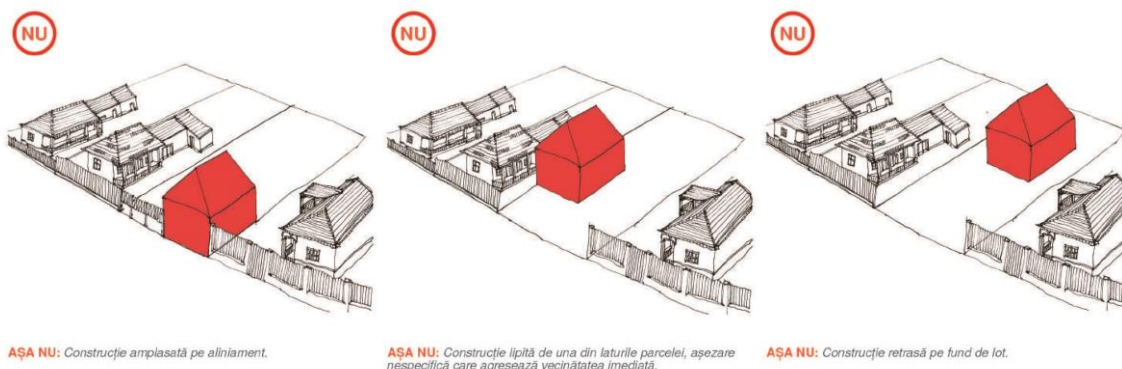 NU
NU
NU
AȘA NU: Construcție amplasată pe aliniament.
AȘA NU: Construcție lipită de una din laturile parcelei, așezare
nespecifică care agresează vecinătatea imediată.
AȘA NU: Construcție retrasă pe fund de lot.